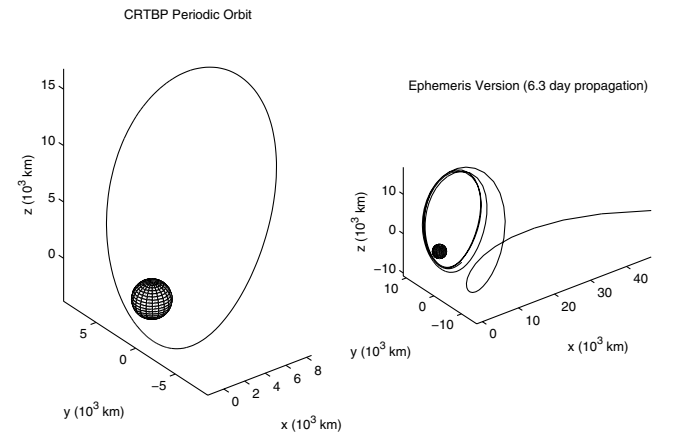 CRTBP Periodic Orbit
15
10
5
0
z (10^3 km)
5
0
−5
y (10^3 km)
0
2
4
6
8
x (10^3 km)
Ephemeris Version (6.3 day propagation)
10
0
−10
z (10^3 km)
10
0
−10
y (10^3 km)
0
10
20
30
40
x (10^3 km)